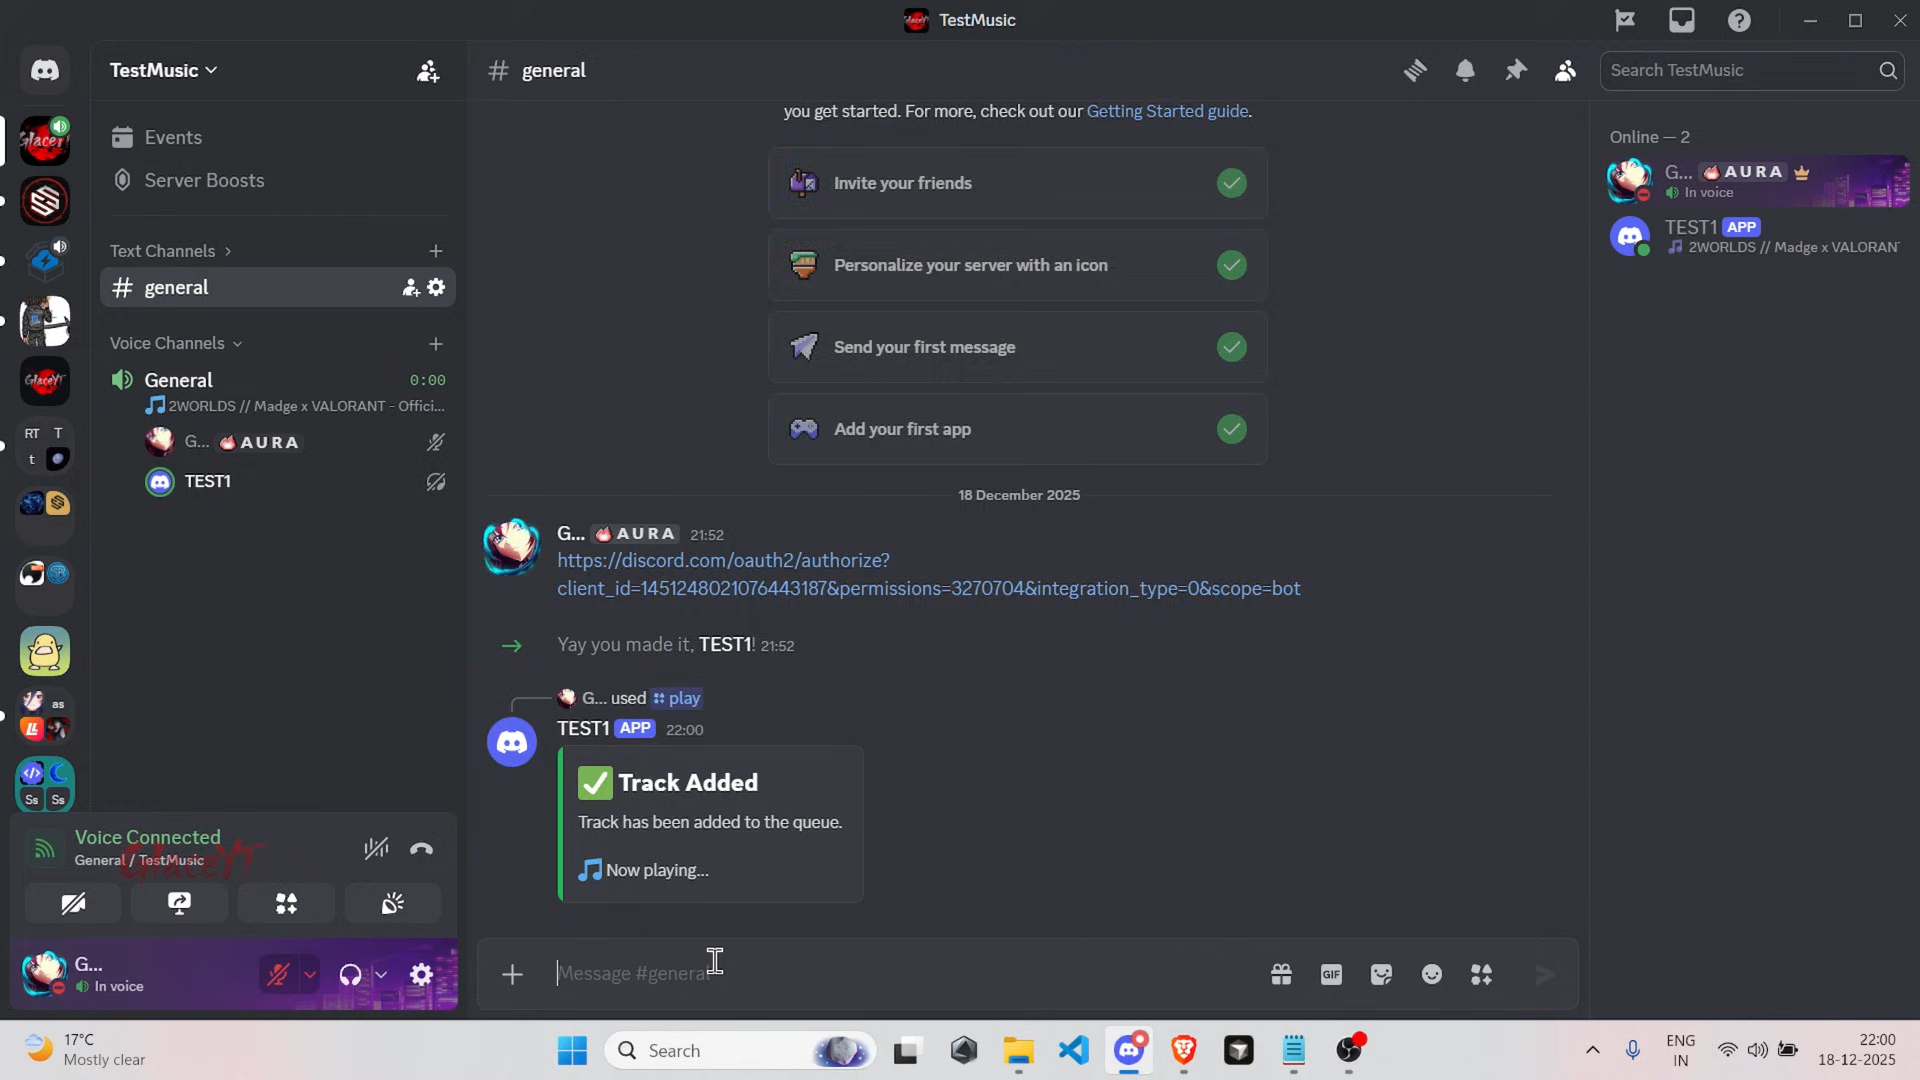 TestMusic
TestMusic
# general
Search TestMusic
Events
Server Boosts
Text Channels
# general
Voice Channels
General 0:00
2WORLDS // Madge x VALORANT - Offici...
G... AURA
TEST1
RT T
t
as
Ss Ss
you get started. For more, check out our Getting Started guide.
Invite your friends
Personalize your server with an icon
Send your first message
Add your first app
18 December 2025
G... AURA 21:52
https://discord.com/oauth2/authorize?
client_id=1451248021076443187&permissions=3270704&integration_type=0&scope=bot
Yay you made it, TEST1! 21:52
G... used play
TEST1 APP 22:00
Track Added
Track has been added to the queue.
Now playing...
Message #general
GIF
Online — 2
G... AURA
In voice
TEST1 APP
2WORLDS // Madge x VALORANT
Voice Connected
General / TestMusic
GlaceYT
G...
In voice
17°C
Mostly clear
Search
ENG
IN
22:00
18-12-2025